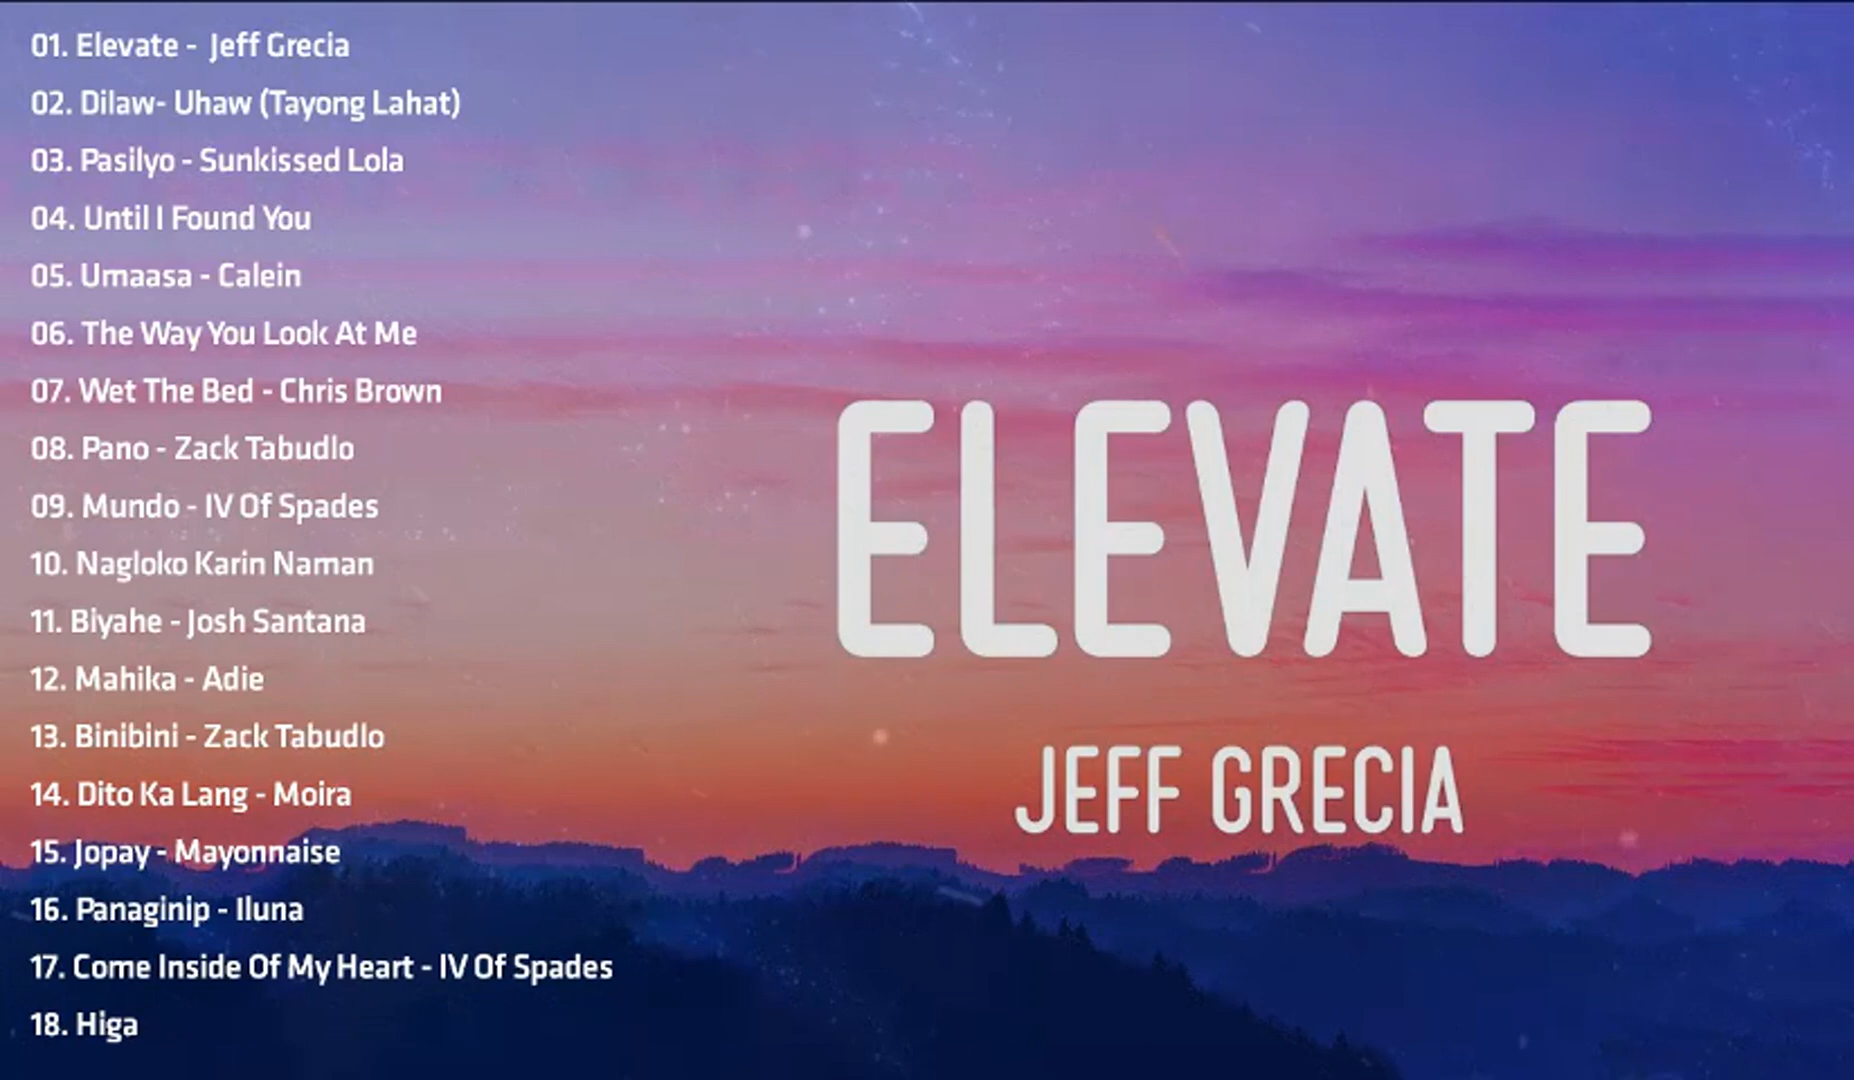 01. Elevate - Jeff Grecia
02. Dilaw- Uhaw (Tayong Lahat)
03. Pasilyo - Sunkissed Lola
04. Until I Found You
05. Umaasa - Calein
06. The Way You Look At Me
07. Wet The Bed - Chris Brown
08. Pano - Zack Tabudlo
09. Mundo - IV Of Spades
10. Nagloko Karin Naman
11. Biyahe - Josh Santana
12. Mahika - Adie
13. Binibini - Zack Tabudlo
14. Dito Ka Lang - Moira
15. Jopay - Mayonnaise
16. Panaginip - Iluna
17. Come Inside Of My Heart - IV Of Spades
18. Higa
ELEVATE
JEFF GRECIA